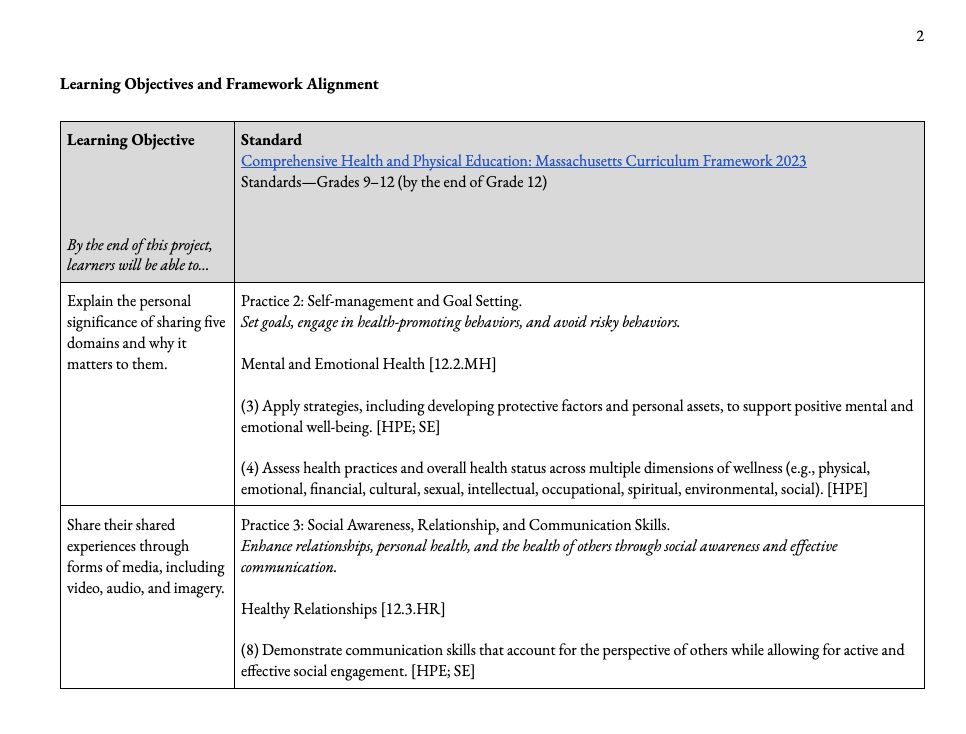 2
Learning Objectives and Framework Alignment
Learning Objective
By the end of this project,
learners will be able to...
Standard
Comprehensive Health and Physical Education: Massachusetts Curriculum Framework 2023
Standards—Grades 9–12 (by the end of Grade 12)
Explain the personal
significance of sharing five
domains and why it
matters to them.
Practice 2: Self-management and Goal Setting.
Set goals, engage in health-promoting behaviors, and avoid risky behaviors.
Mental and Emotional Health [12.2.MH]
(3) Apply strategies, including developing protective factors and personal assets, to support positive mental and
emotional well-being. [HPE; SE]
(4) Assess health practices and overall health status across multiple dimensions of wellness (e.g., physical,
emotional, financial, cultural, sexual, intellectual, occupational, spiritual, environmental, social). [HPE]
Share their shared
experiences through
forms of media, including
video, audio, and imagery.
Practice 3: Social Awareness, Relationship, and Communication Skills.
Enhance relationships, personal health, and the health of others through social awareness and effective
communication.
Healthy Relationships [12.3.HR]
(8) Demonstrate communication skills that account for the perspective of others while allowing for active and
effective social engagement. [HPE; SE]